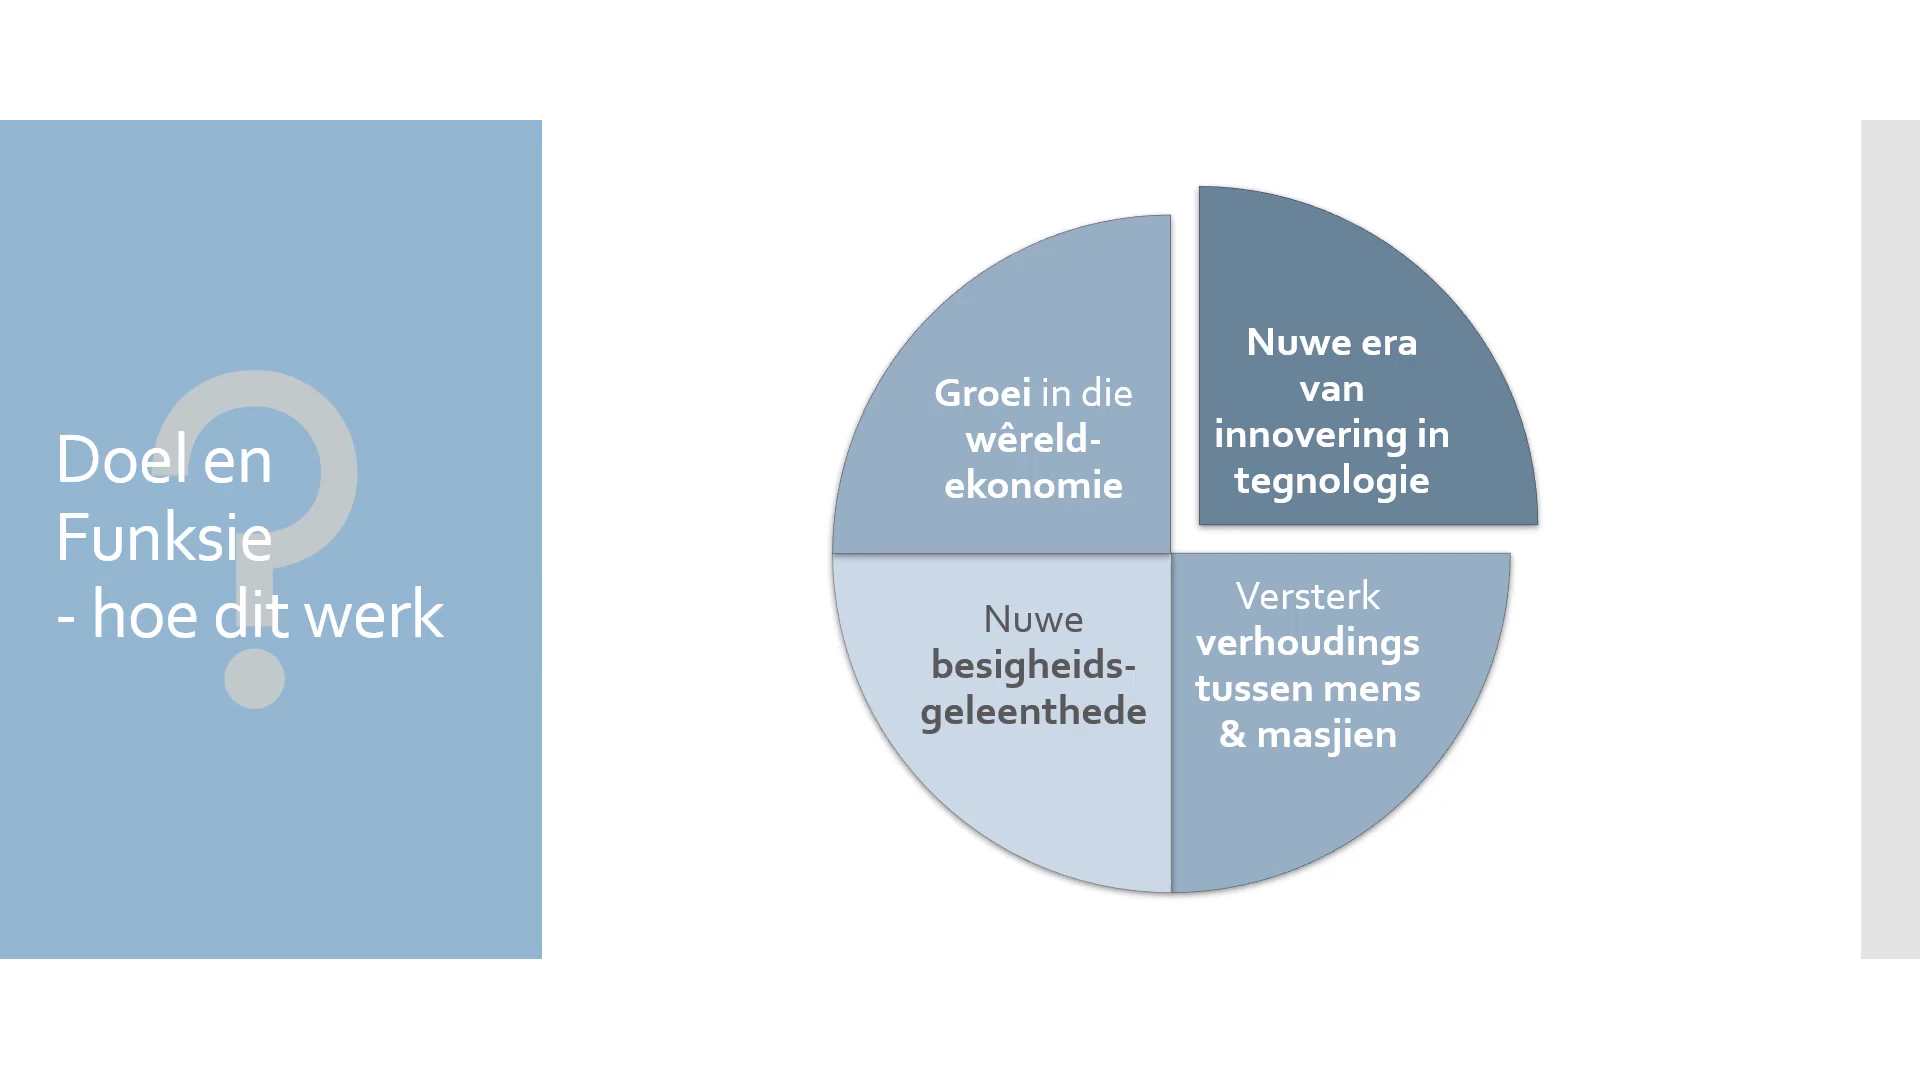 Doel en
Funksie
- hoe dit werk
?
Groei in die
wêreld-
ekonomie
Nuwe era
van
innovering in
tegnologie
Nuwe
besigheids-
geleenthede
Versterk
verhoudings
tussen mens
& masjien